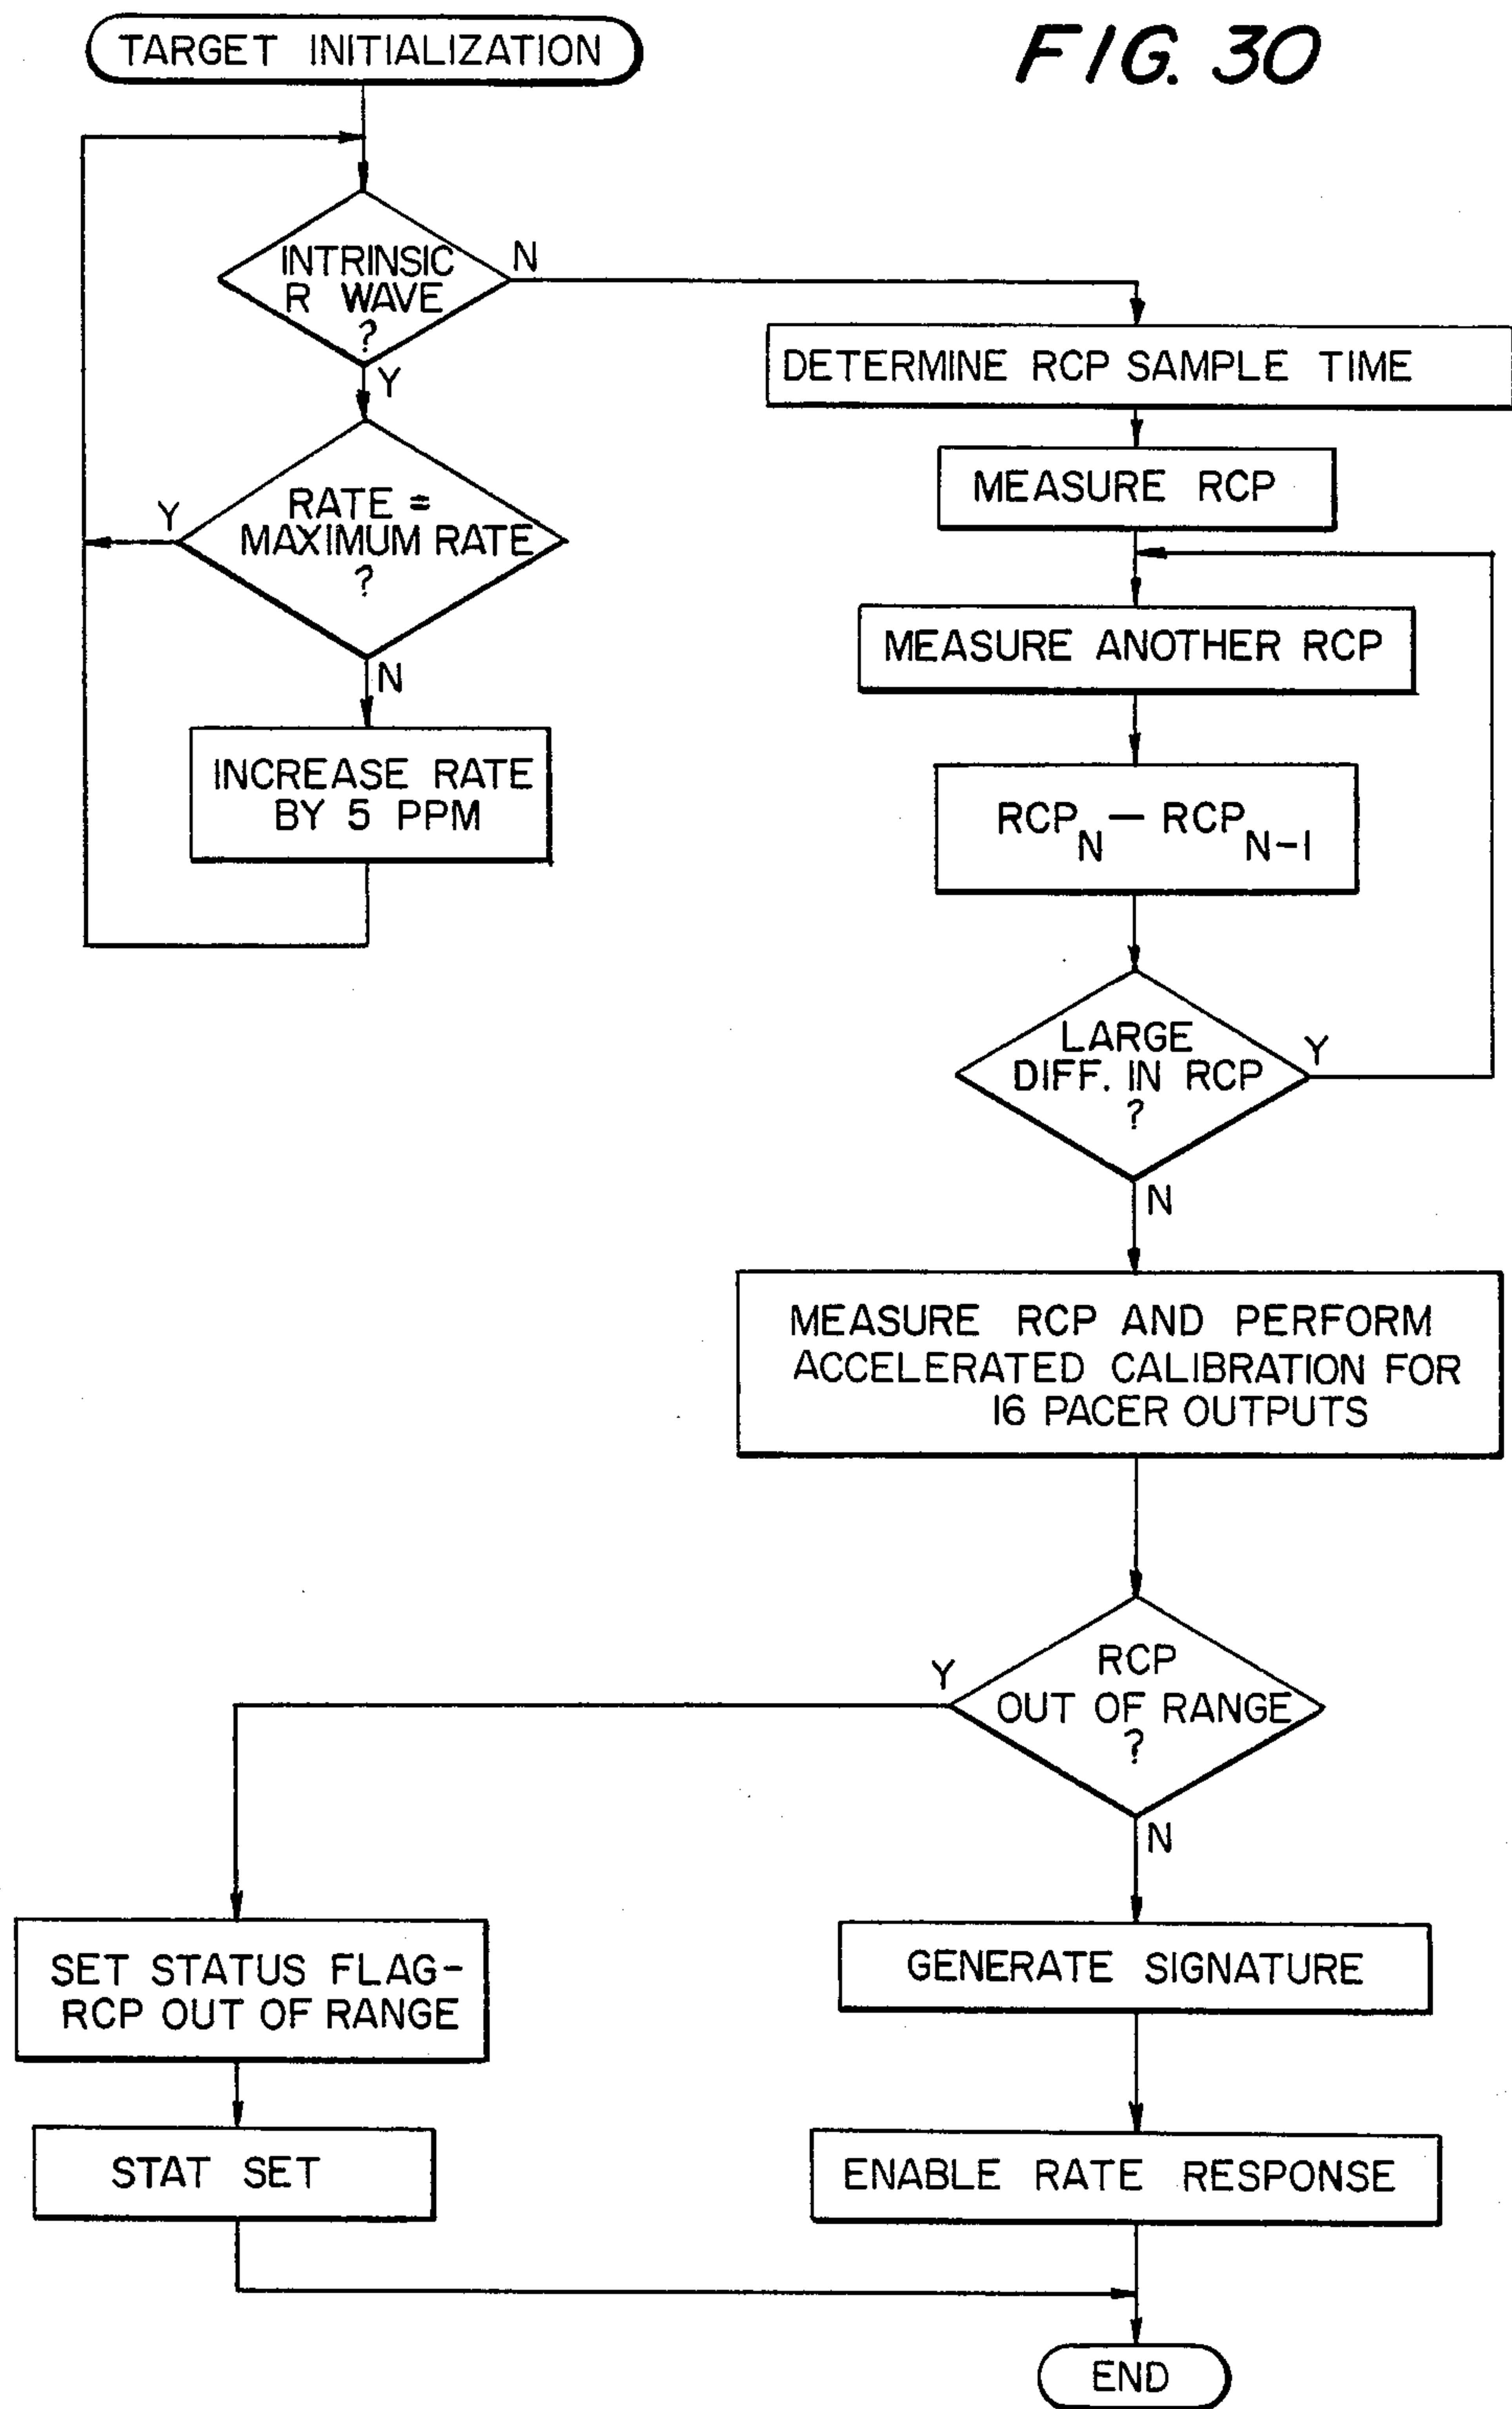 FIG. 30
TARGET INITIALIZATION
INTRINSIC
R WAVE
?
N
Y
RATE =
MAXIMUM RATE
?
Y
N
INCREASE RATE
BY 5 PPM
DETERMINE RCP SAMPLE TIME
MEASURE RCP
MEASURE ANOTHER RCP
RCP_N — RCP_N-1
LARGE
DIFF. IN RCP
?
Y
N
MEASURE RCP AND PERFORM
ACCELERATED CALIBRATION FOR
16 PACER OUTPUTS
RCP
OUT OF RANGE
?
Y
N
SET STATUS FLAG-
RCP OUT OF RANGE
STAT SET
GENERATE SIGNATURE
ENABLE RATE RESPONSE
END